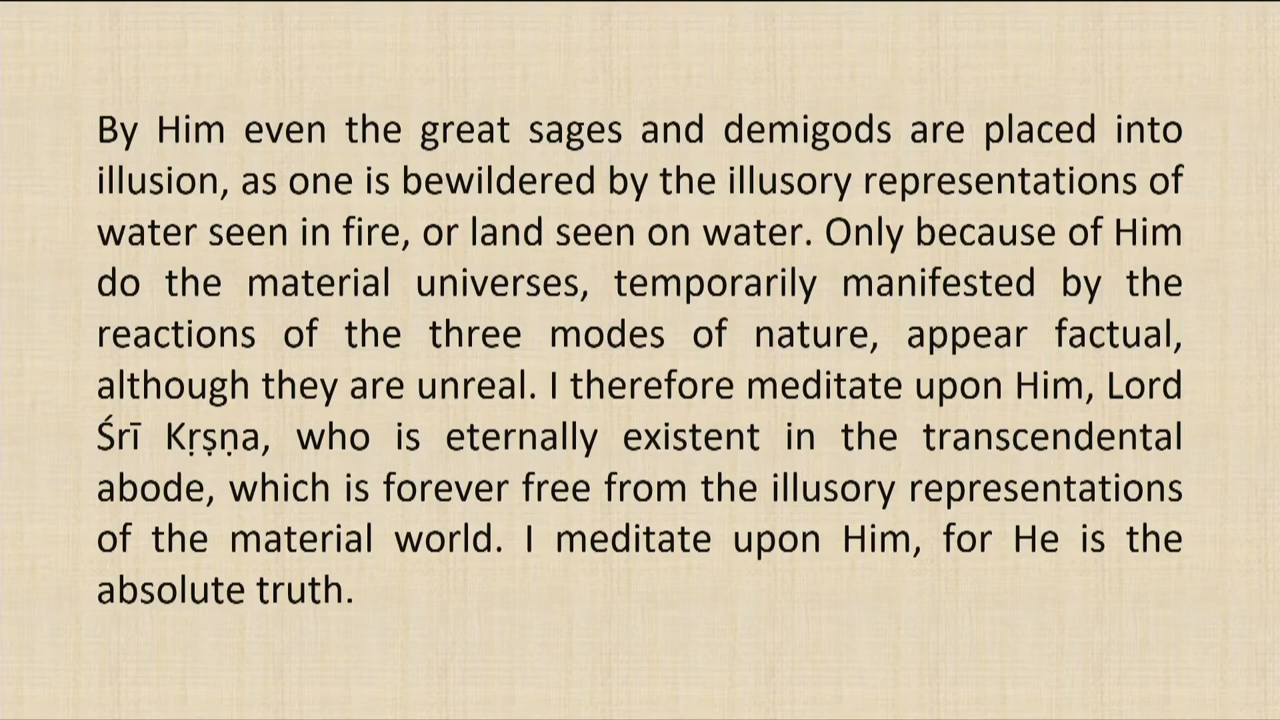 By Him even the great sages and demigods are placed into
illusion, as one is bewildered by the illusory representations of
water seen in fire, or land seen on water. Only because of Him
do the material universes, temporarily manifested by the
reactions of the three modes of nature, appear factual,
although they are unreal. I therefore meditate upon Him, Lord
Śrī Kṛṣṇa, who is eternally existent in the transcendental
abode, which is forever free from the illusory representations
of the material world. I meditate upon Him, for He is the
absolute truth.